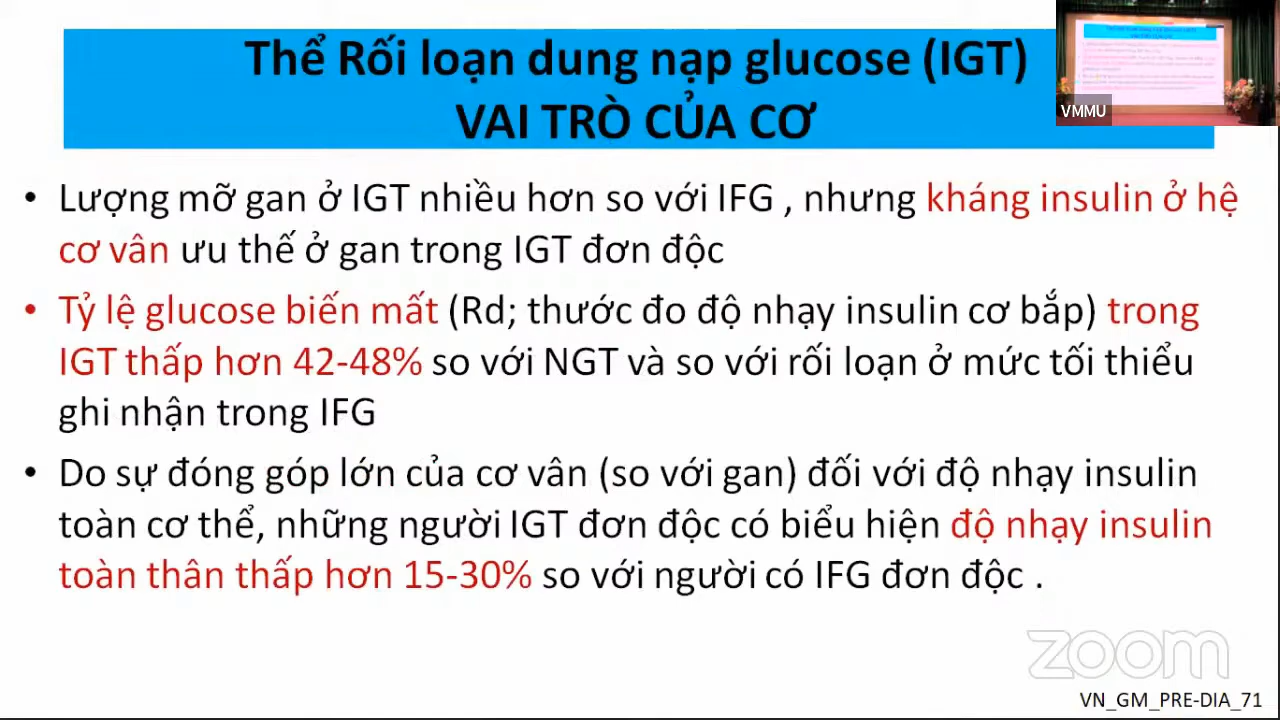 Thể Rối loạn dung nạp glucose (IGT)
VAI TRÒ CỦA CƠ
VMMU
• Lượng mỡ gan ở IGT nhiều hơn so với IFG , nhưng kháng insulin ở hệ
cơ vân ưu thế ở gan trong IGT đơn độc
• Tỷ lệ glucose biến mất (Rd; thước đo độ nhạy insulin cơ bắp) trong
IGT thấp hơn 42-48% so với NGT và so với rối loạn ở mức tối thiểu
ghi nhận trong IFG
• Do sự đóng góp lớn của cơ vân (so với gan) đối với độ nhạy insulin
toàn cơ thể, những người IGT đơn độc có biểu hiện độ nhạy insulin
toàn thân thấp hơn 15-30% so với người có IFG đơn độc .
zoom
VN_GM_PRE-DIA_71